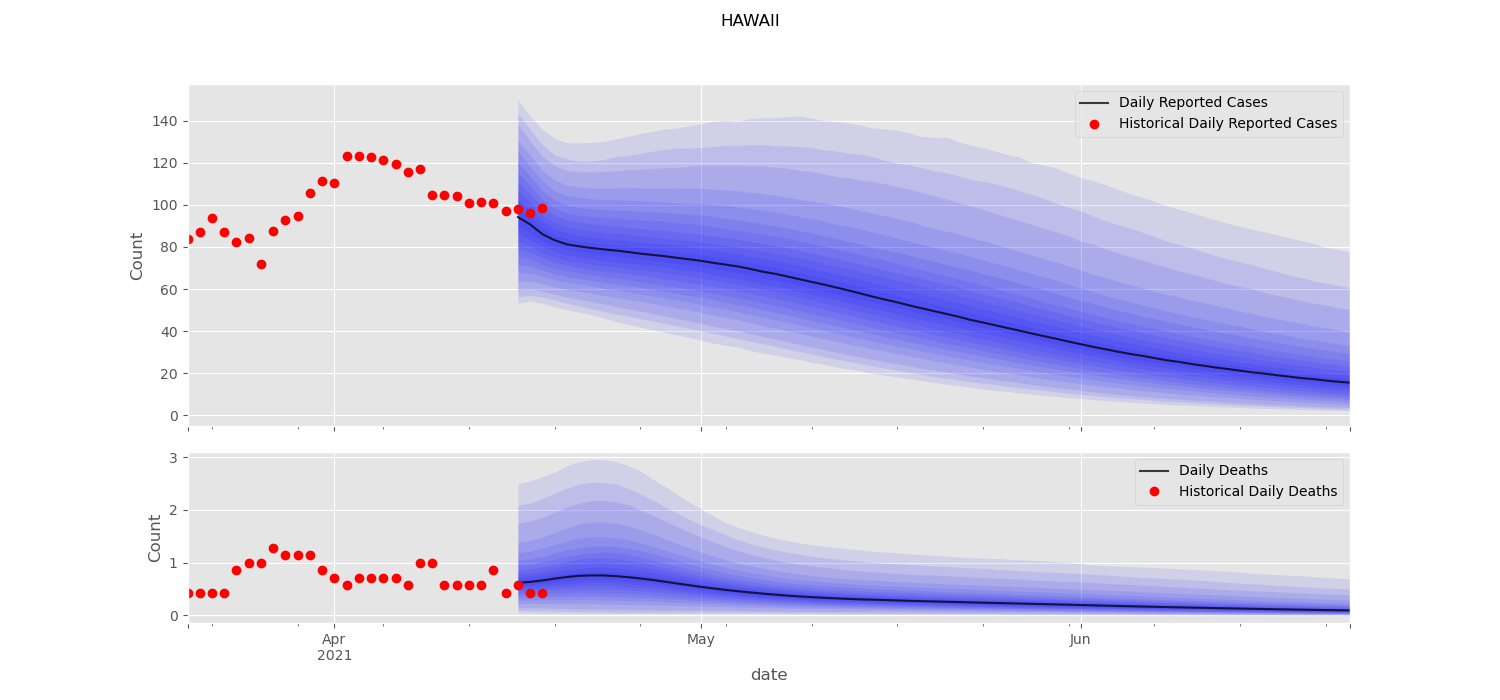 HAWAII
Daily Reported Cases
Historical Daily Reported Cases
140
120
100
80
60
40
20
0
Count
Daily Deaths
Historical Daily Deaths
3
2
1
0
Count
Apr
2021
May
Jun
date